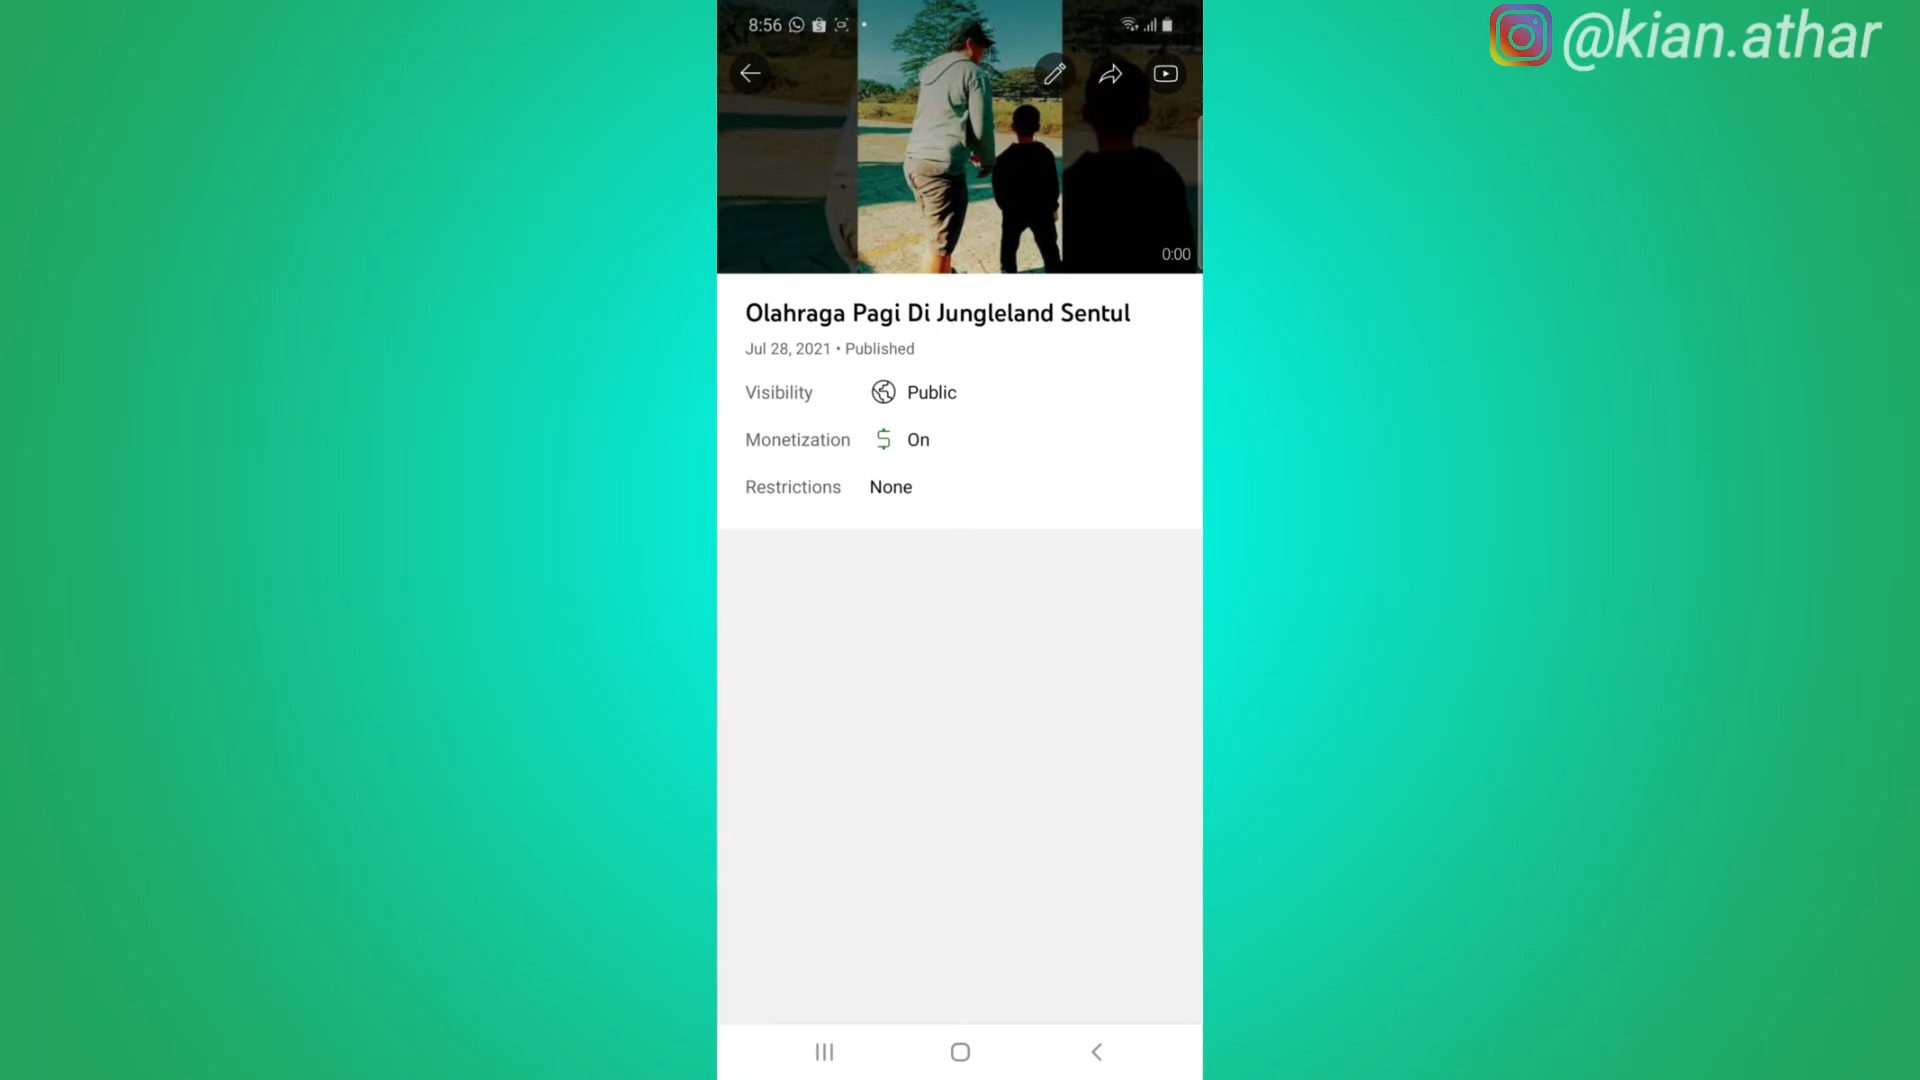 @kian.athar
8:56
0:00
Olahraga Pagi Di Jungleland Sentul
Jul 28, 2021 • Published
Visibility Public
Monetization On
Restrictions None